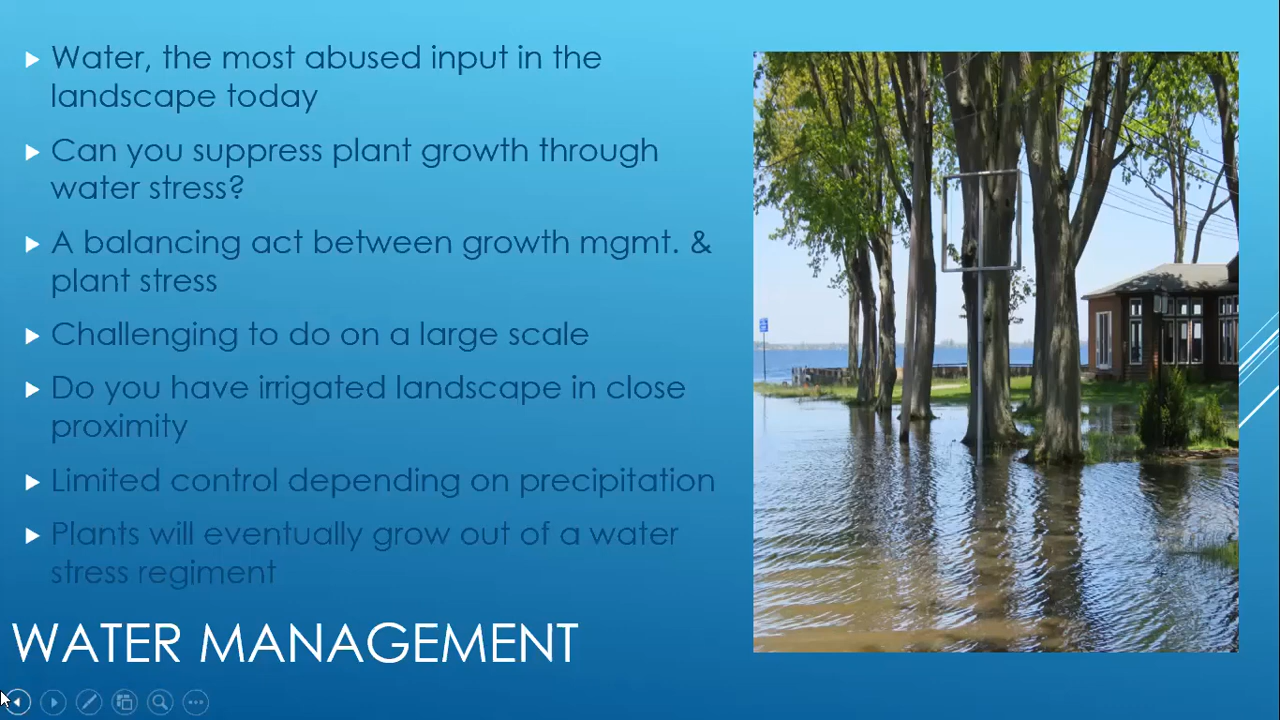 Water, the most abused input in the
landscape today
Can you suppress plant growth through
water stress?
A balancing act between growth mgmt. &
plant stress
Challenging to do on a large scale
Do you have irrigated landscape in close
proximity
Limited control depending on precipitation
Plants will eventually grow out of a water
stress regiment
WATER MANAGEMENT